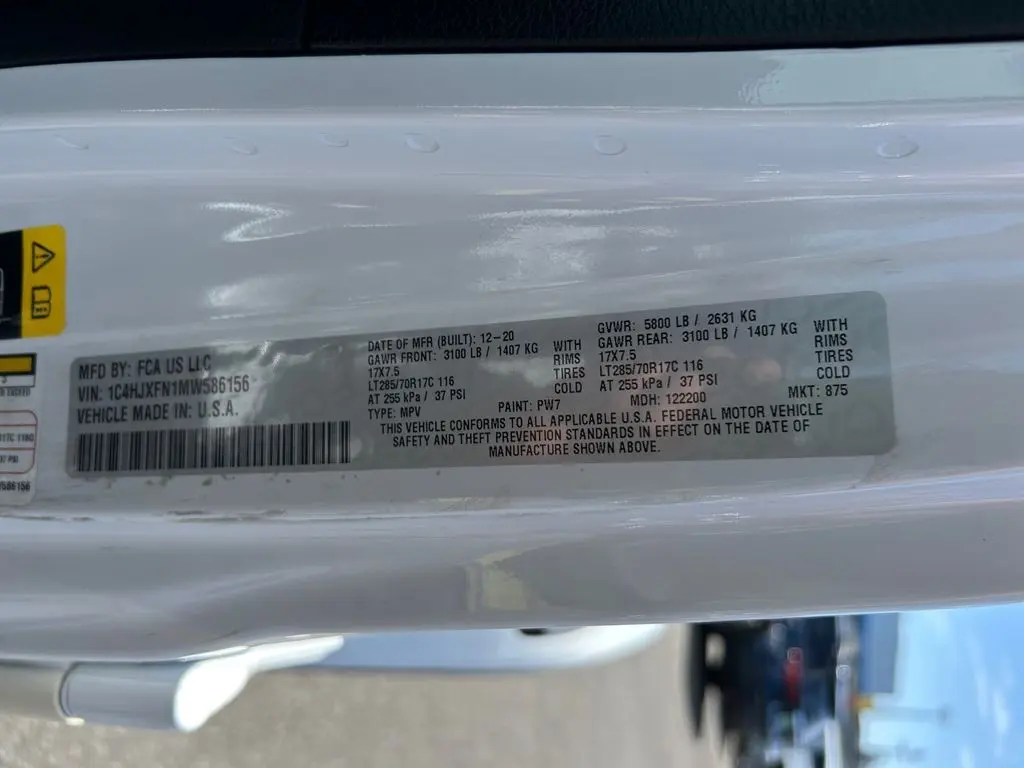 MFD BY: FCA US LLC
VIN: 1C4HJXFN1MW586156
VEHICLE MADE IN: U.S.A.
DATE OF MFR (BUILT): 12-20
GAWR FRONT: 3100 LB / 1407 KG WITH
17X7.5 RIMS
LT285/70R17C 116 TIRES
AT 255 kPa / 37 PSI COLD
TYPE: MPV
GVWR: 5800 LB / 2631 KG
GAWR REAR: 3100 LB / 1407 KG WITH
17X7.5 RIMS
LT285/70R17C 116 TIRES
AT 255 kPa / 37 PSI COLD
PAINT: PW7 MDH: 122200 MKT: 875
THIS VEHICLE CONFORMS TO ALL APPLICABLE U.S.A. FEDERAL MOTOR VEHICLE
SAFETY AND THEFT PREVENTION STANDARDS IN EFFECT ON THE DATE OF
MANUFACTURE SHOWN ABOVE.
37 PSI
586156